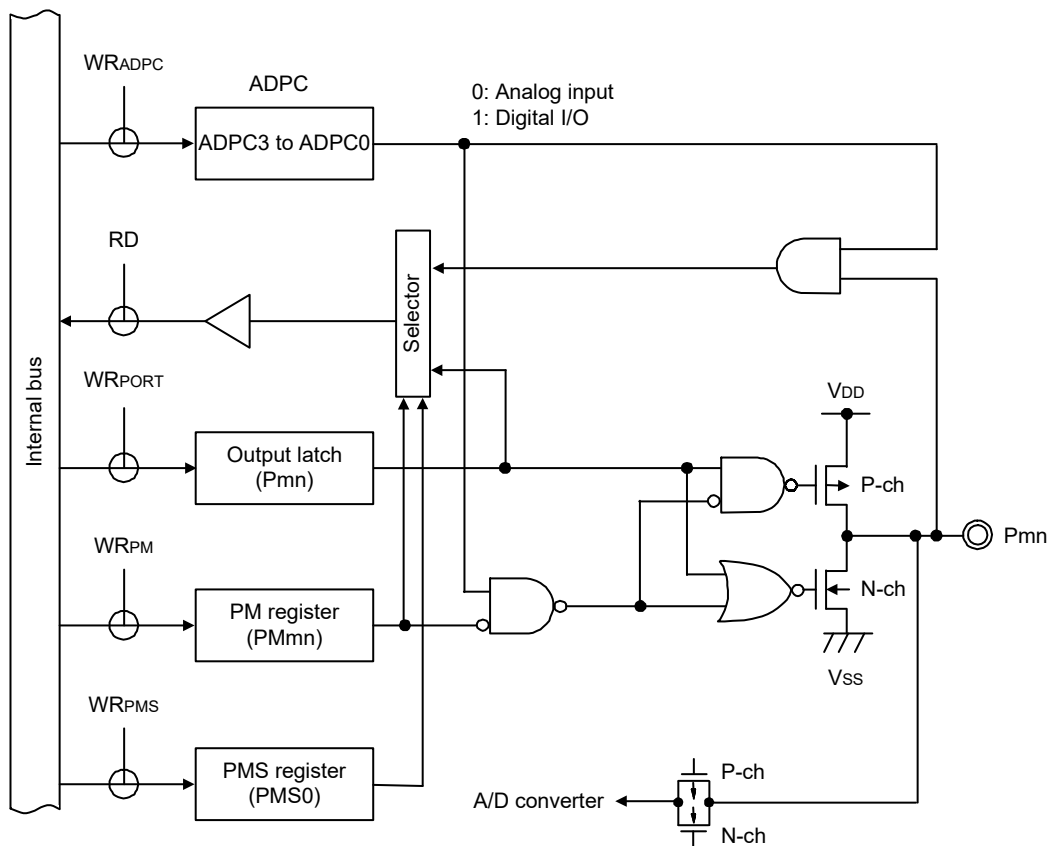 WRADPC
ADPC
0: Analog input
1: Digital I/O
ADPC3 to ADPC0
RD
Selector
Internal bus
WRPORT
VDD
Output latch
(Pmn)
P-ch
Pmn
WRPM
N-ch
PM register
(PMmn)
VSS
WRPMS
PMS register
(PMS0)
P-ch
A/D converter
N-ch